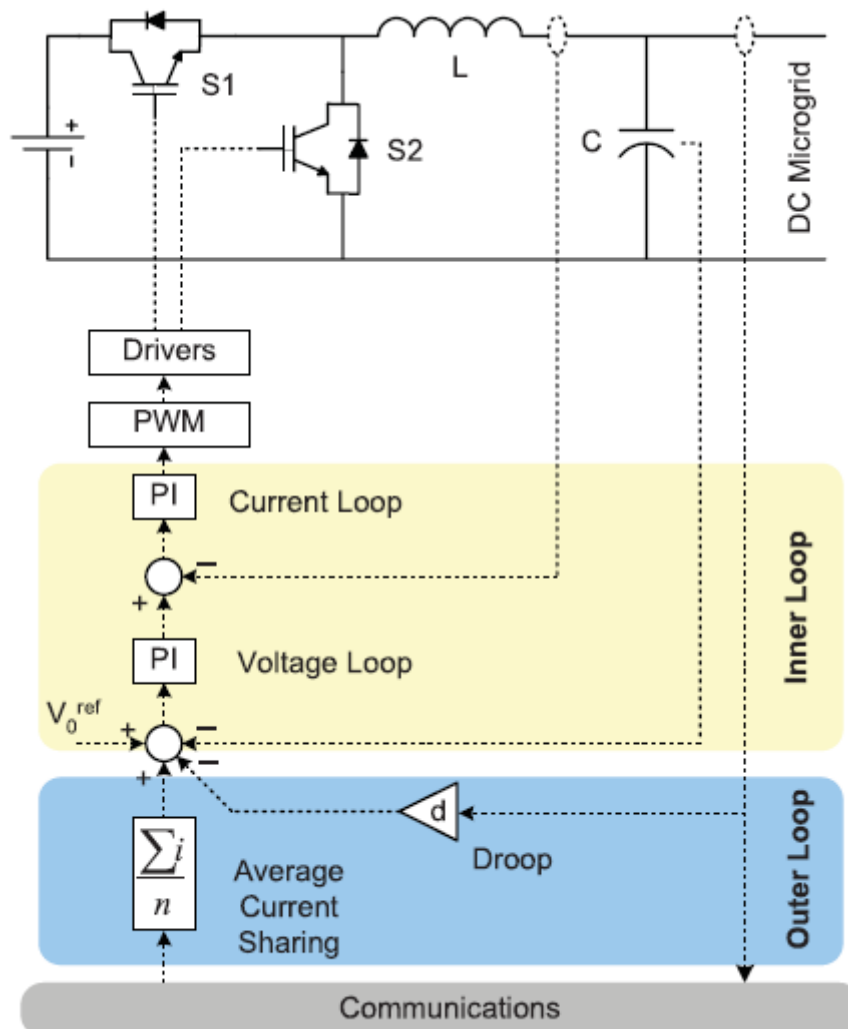 +
-
S1
S2
L
C
DC Microgrid
Drivers
PWM
PI
Current Loop
−
+
PI
Voltage Loop
Inner Loop
V₀ʳᵉᶠ
+
−
−
+
d
Droop
∑i
n
Average
Current
Sharing
Outer Loop
Communications